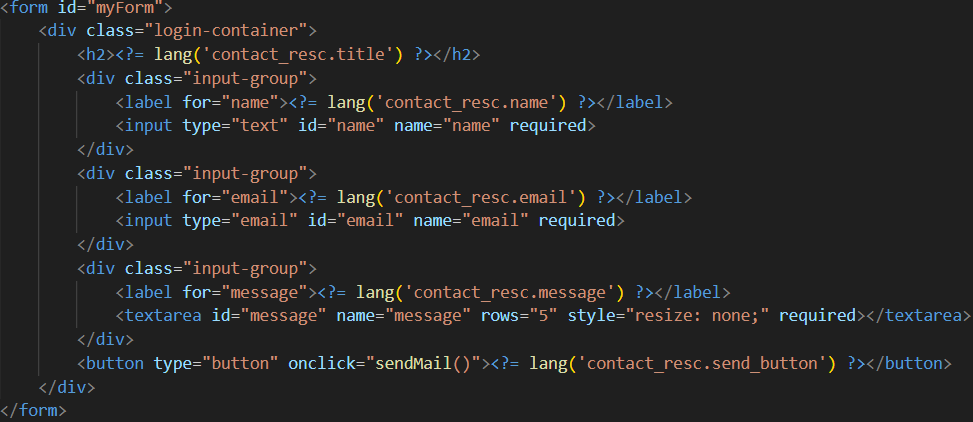 <form id="myForm">
<div class="login-container">
<h2><?= lang('contact_resc.title') ?></h2>
<div class="input-group">
<label for="name"><?= lang('contact_resc.name') ?></label>
<input type="text" id="name" name="name" required>
</div>
<div class="input-group">
<label for="email"><?= lang('contact_resc.email') ?></label>
<input type="email" id="email" name="email" required>
</div>
<div class="input-group">
<label for="message"><?= lang('contact_resc.message') ?></label>
<textarea id="message" name="message" rows="5" style="resize: none;" required></textarea>
</div>
<button type="button" onclick="sendMail()"><?= lang('contact_resc.send_button') ?></button>
</div>
</form>